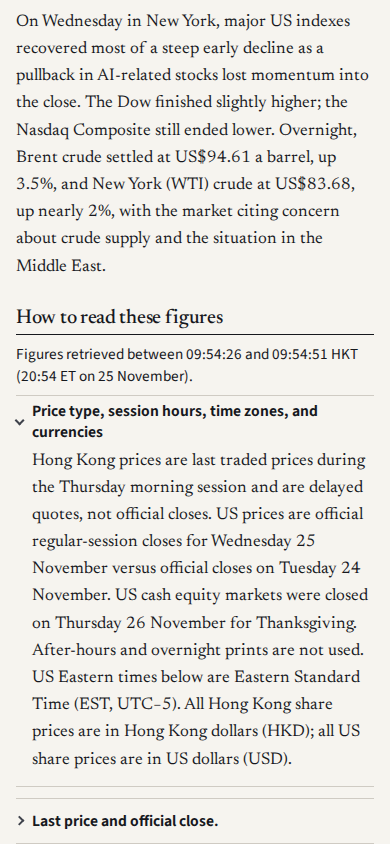 On Wednesday in New York, major US indexes
recovered most of a steep early decline as a
pullback in AI-related stocks lost momentum into
the close. The Dow finished slightly higher; the
Nasdaq Composite still ended lower. Overnight,
Brent crude settled at US$94.61 a barrel, up
3.5%, and New York (WTI) crude at US$83.68,
up nearly 2%, with the market citing concern
about crude supply and the situation in the
Middle East.
How to read these figures
Figures retrieved between 09:54:26 and 09:54:51 HKT
(20:54 ET on 25 November).
Price type, session hours, time zones, and
currencies
Hong Kong prices are last traded prices during
the Thursday morning session and are delayed
quotes, not official closes. US prices are official
regular-session closes for Wednesday 25
November versus official closes on Tuesday 24
November. US cash equity markets were closed
on Thursday 26 November for Thanksgiving.
After-hours and overnight prints are not used.
US Eastern times below are Eastern Standard
Time (EST, UTC−5). All Hong Kong share
prices are in Hong Kong dollars (HKD); all US
share prices are in US dollars (USD).
Last price and official close.